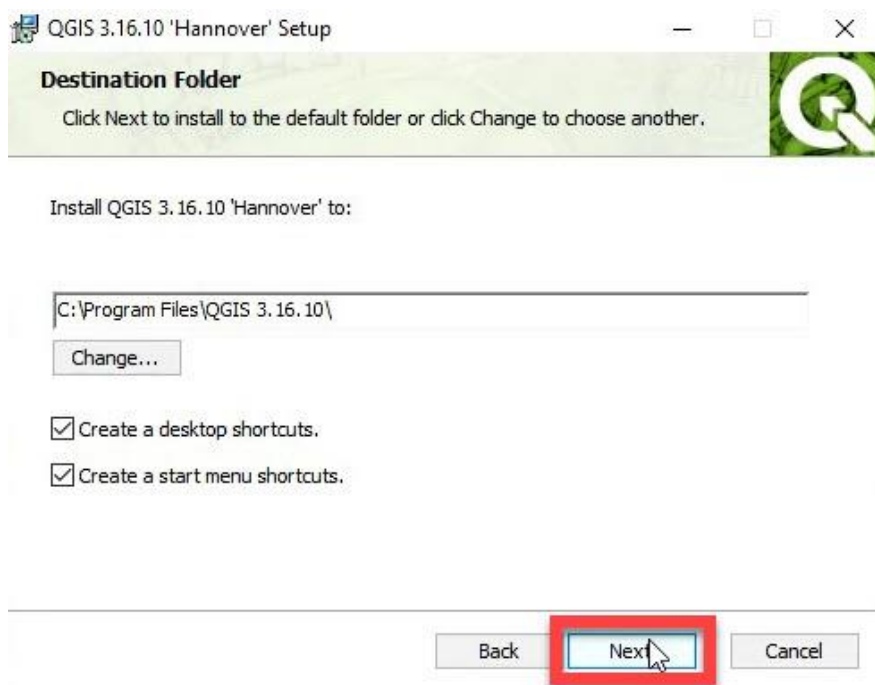 QGIS 3.16.10 'Hannover' Setup
Destination Folder
Click Next to install to the default folder or click Change to choose another.
Install QGIS 3.16.10 'Hannover' to:
C:\Program Files\QGIS 3.16.10\
Change...
Create a desktop shortcuts.
Create a start menu shortcuts.
Back Next Cancel